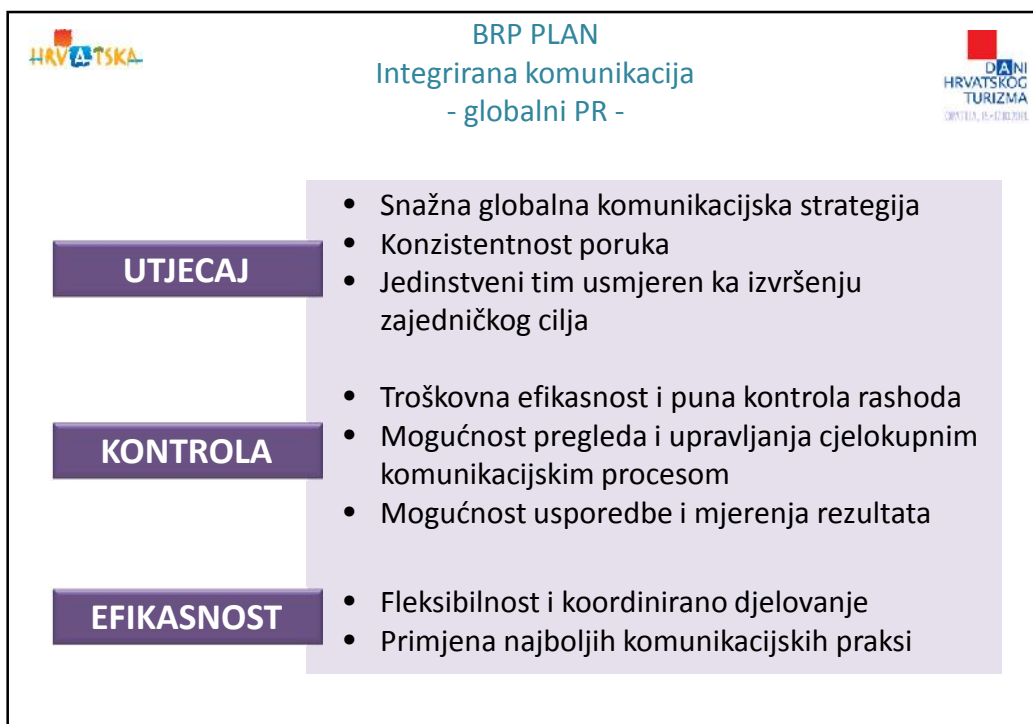 HRVATSKA
BRP PLAN
Integrirana komunikacija
- globalni PR -
DANI
HRVATSKOG
TURIZMA
UTJECAJ
• Snažna globalna komunikacijska strategija
• Konzistentnost poruka
• Jedinstveni tim usmjeren ka izvršenju
zajedničkog cilja
KONTROLA
• Troškovna efikasnost i puna kontrola rashoda
• Mogućnost pregleda i upravljanja cjelokupnim
komunikacijskim procesom
• Mogućnost usporedbe i mjerenja rezultata
EFIKASNOST
• Fleksibilnost i koordinirano djelovanje
• Primjena najboljih komunikacijskih praksi